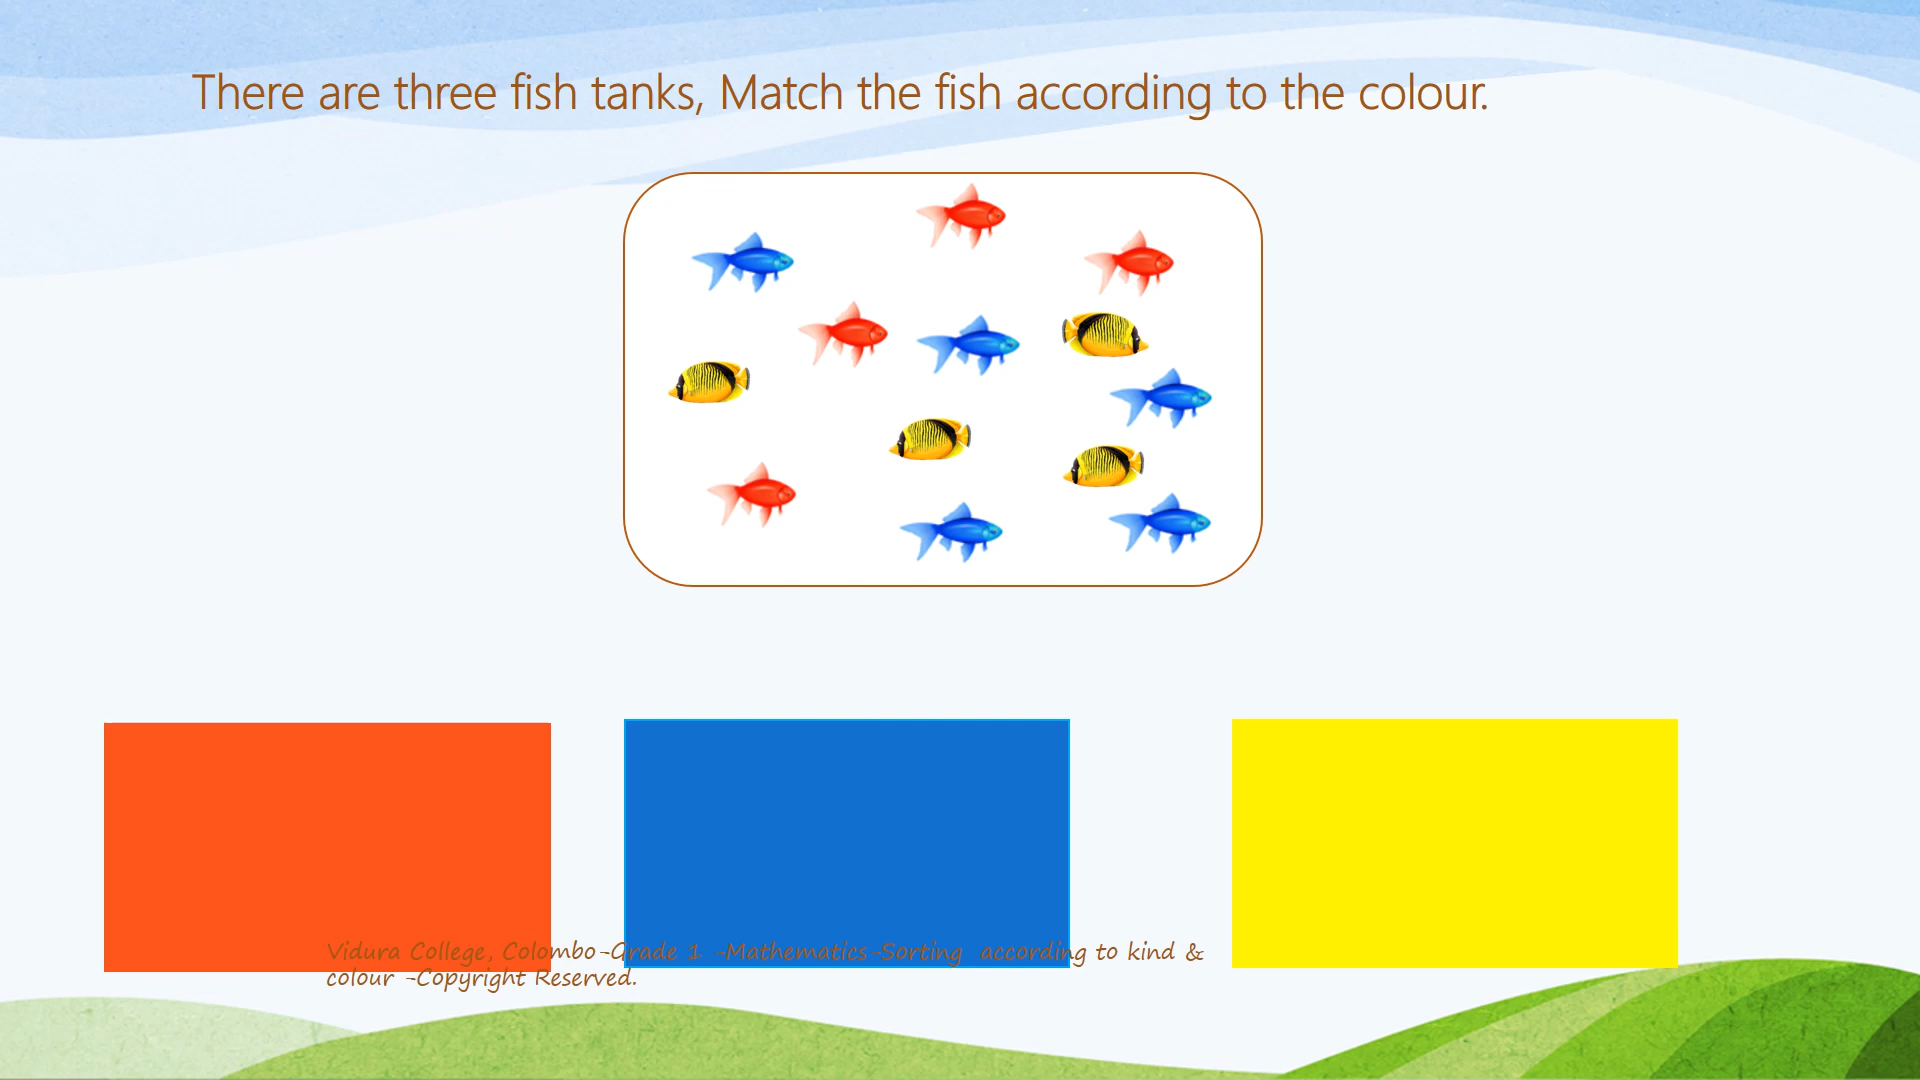 There are three fish tanks, Match the fish according to the colour.
Vidura College, Colombo-Grade 1 -Mathematics-Sorting according to kind &
colour -Copyright Reserved.